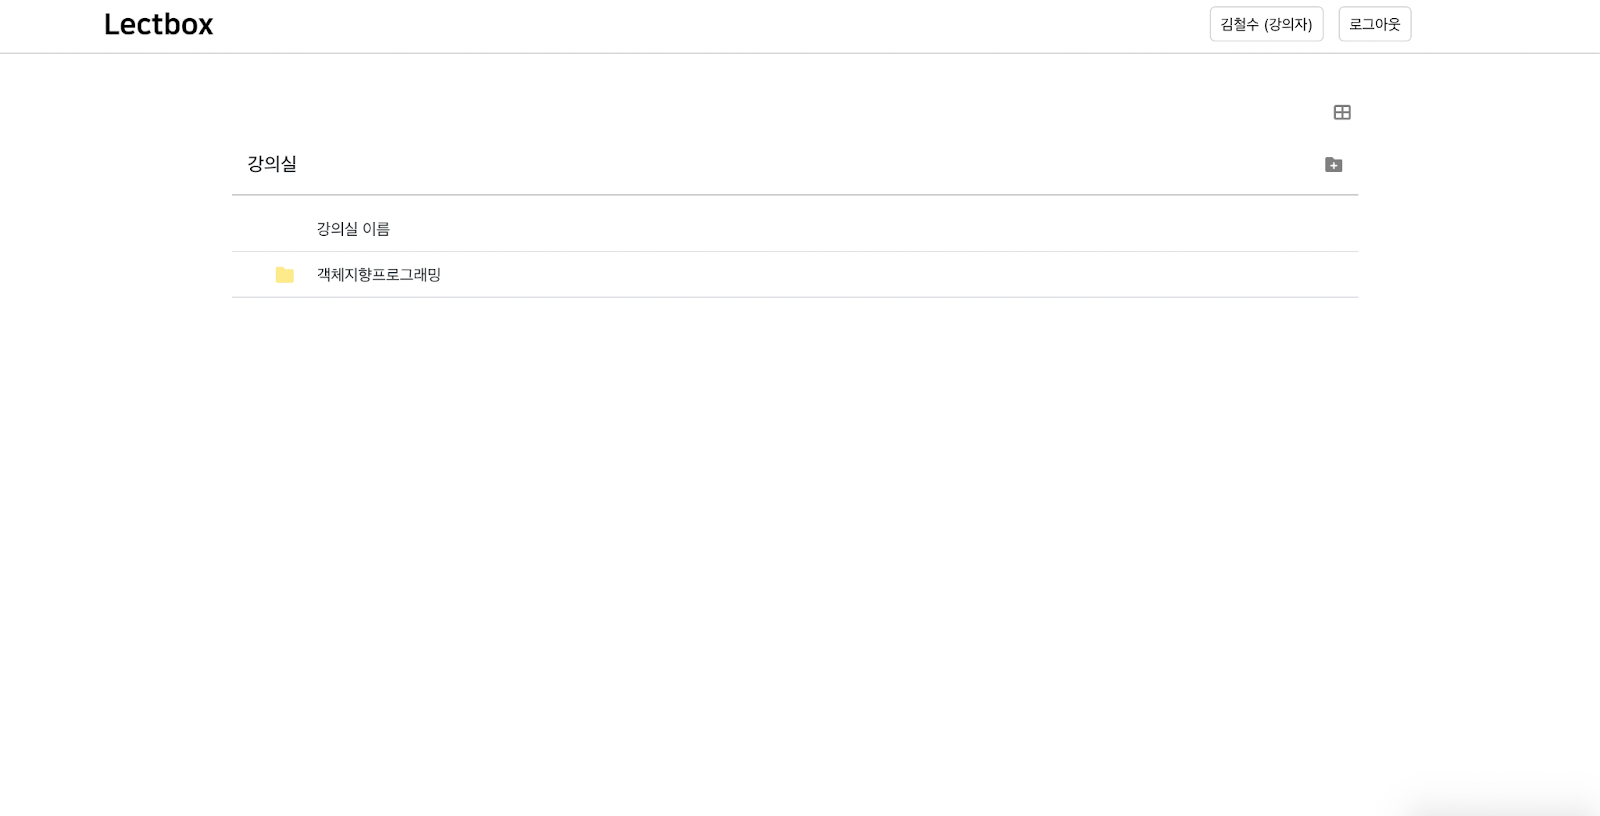 Lectbox
김철수 (강의자)
로그아웃
강의실
강의실 이름
객체지향프로그래밍